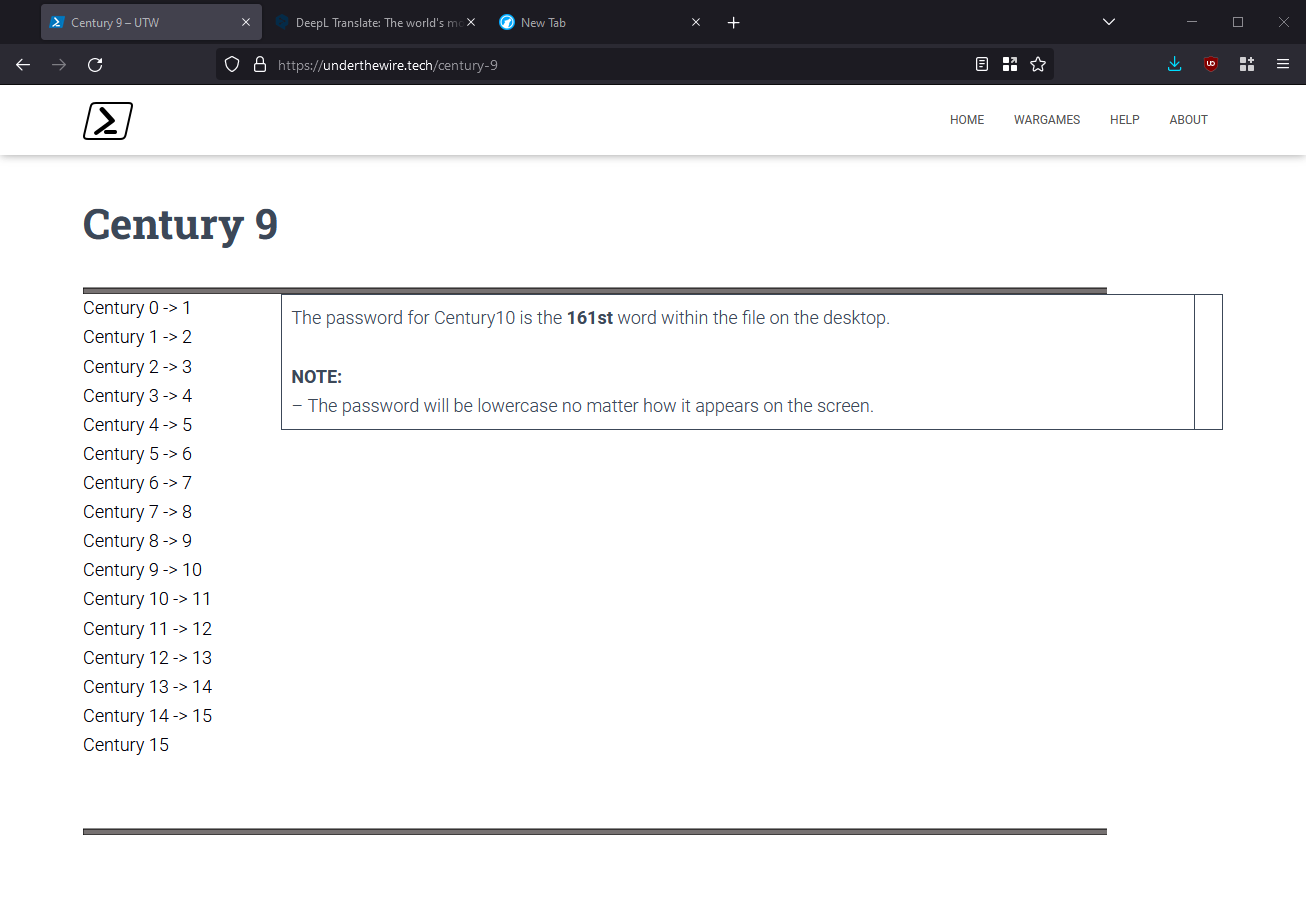 Century 9 – UTW
DeepL Translate: The world's mo
New Tab
https://underthewire.tech/century-9
HOME WARGAMES HELP ABOUT
Century 9
Century 0 -> 1
Century 1 -> 2
Century 2 -> 3
Century 3 -> 4
Century 4 -> 5
Century 5 -> 6
Century 6 -> 7
Century 7 -> 8
Century 8 -> 9
Century 9 -> 10
Century 10 -> 11
Century 11 -> 12
Century 12 -> 13
Century 13 -> 14
Century 14 -> 15
Century 15
The password for Century10 is the 161st word within the file on the desktop.
NOTE:
– The password will be lowercase no matter how it appears on the screen.